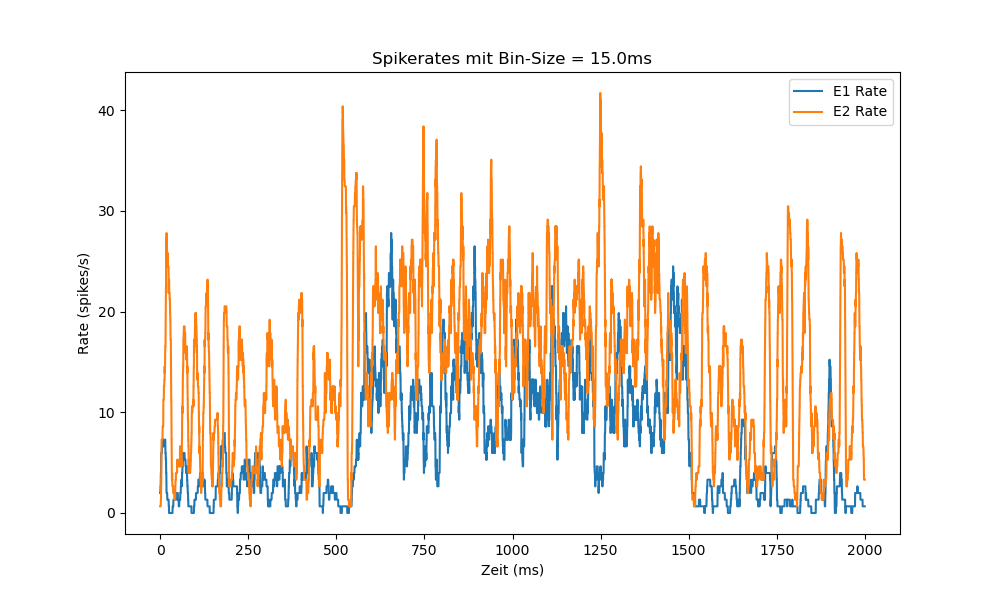 Spikerates mit Bin-Size = 15.0ms
E1 Rate
E2 Rate
Rate (spikes/s)
40
30
20
10
0
0 250 500 750 1000 1250 1500 1750 2000
Zeit (ms)